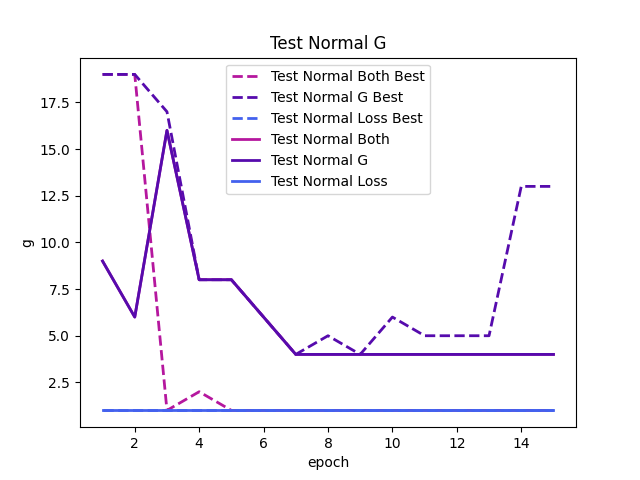 Test Normal G
Test Normal Both Best
Test Normal G Best
Test Normal Loss Best
Test Normal Both
Test Normal G
Test Normal Loss
17.5
15.0
12.5
10.0
7.5
5.0
2.5
g
2 4 6 8 10 12 14
epoch